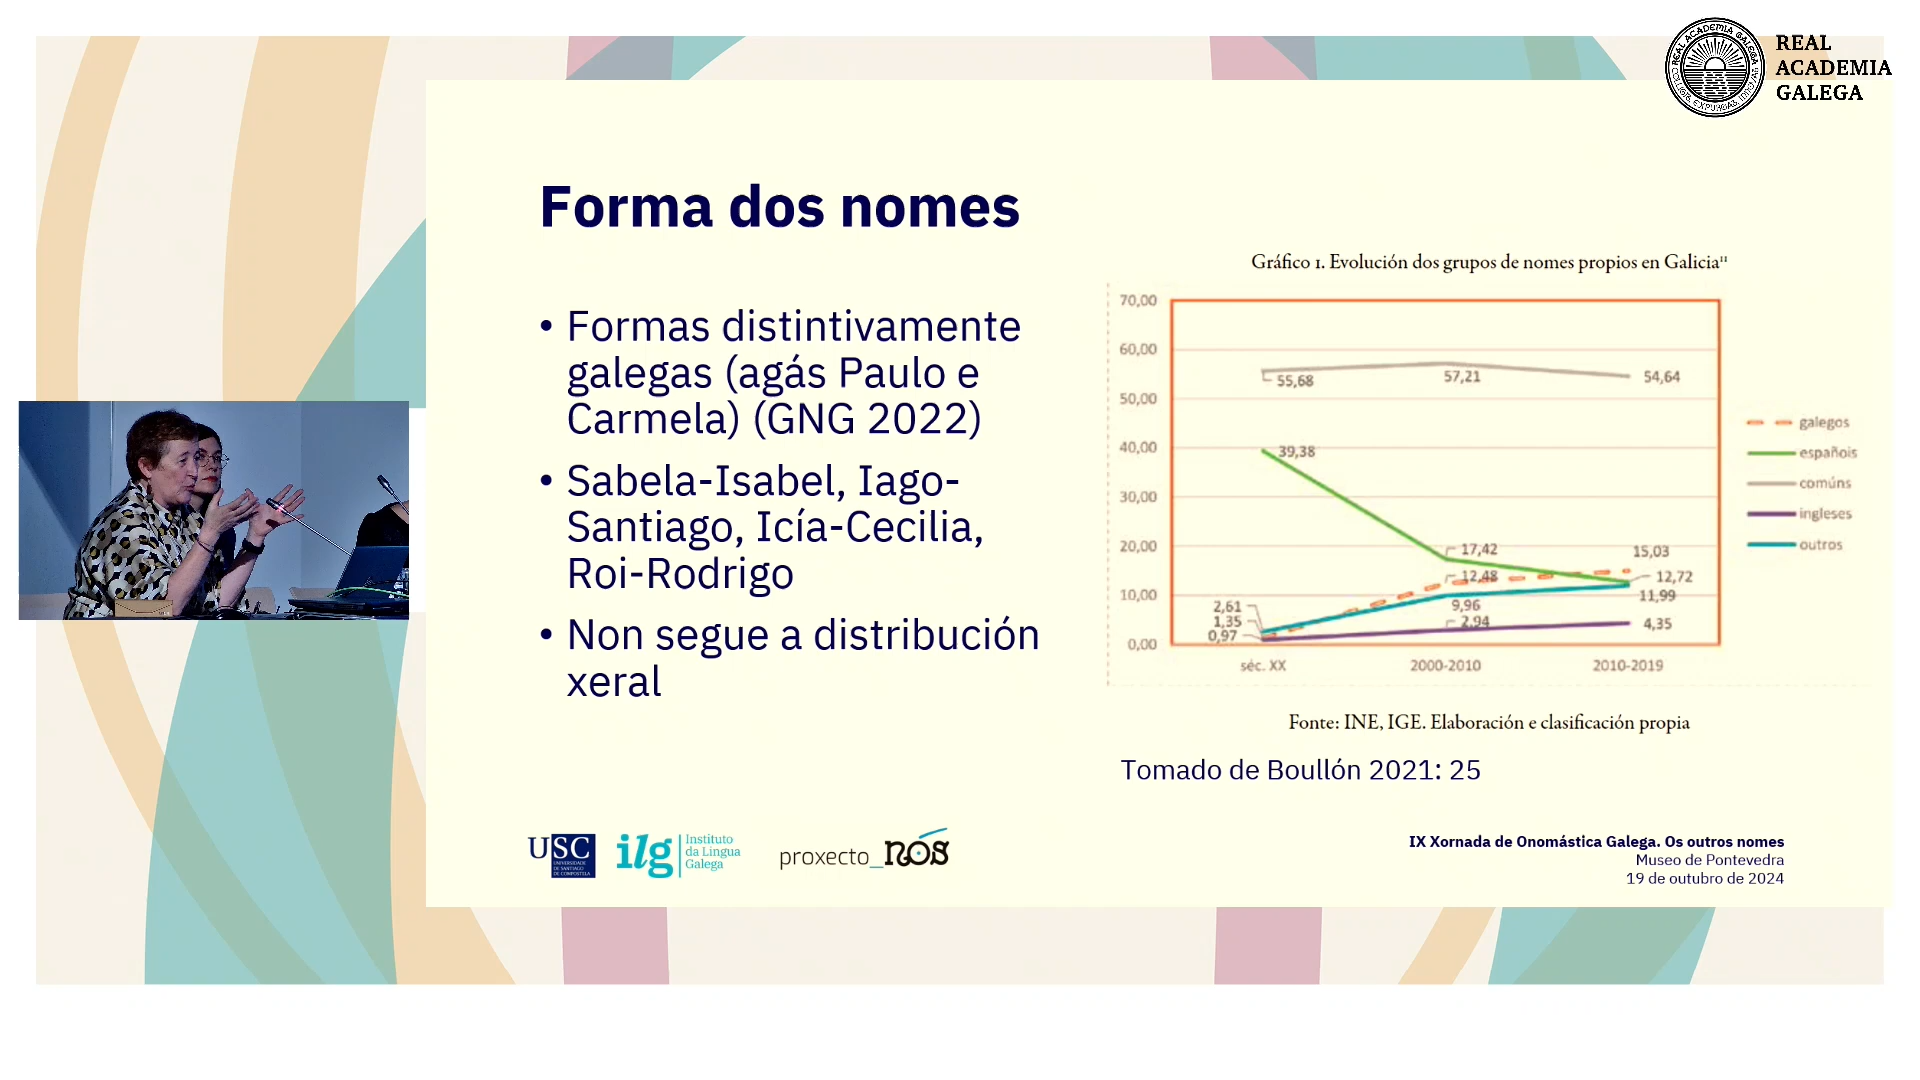 REAL
ACADEMIA
GALEGA
Forma dos nomes
• Formas distintivamente
galegas (agás Paulo e
Carmela) (GNG 2022)
• Sabela-Isabel, Iago-
Santiago, Icía-Cecilia,
Roi-Rodrigo
• Non segue a distribución
xeral
Gráfico 1. Evolución dos grupos de nomes propios en Galicia¹¹
70,00
60,00
50,00
40,00
30,00
20,00
10,00
0,00
55,68
57,21
54,64
39,38
17,42
15,03
12,48
12,72
11,99
9,96
2,61
1,35
0,97
2,94
4,35
séc. XX
2000-2010
2010-2019
galegos
españois
comúns
ingleses
outros
Fonte: INE, IGE. Elaboración e clasificación propia
Tomado de Boullón 2021: 25
USC
UNIVERSIDADE
DE SANTIAGO
DE COMPOSTELA
ilg
Instituto
da Lingua
Galega
proxecto_nós
IX Xornada de Onomástica Galega. Os outros nomes
Museo de Pontevedra
19 de outubro de 2024